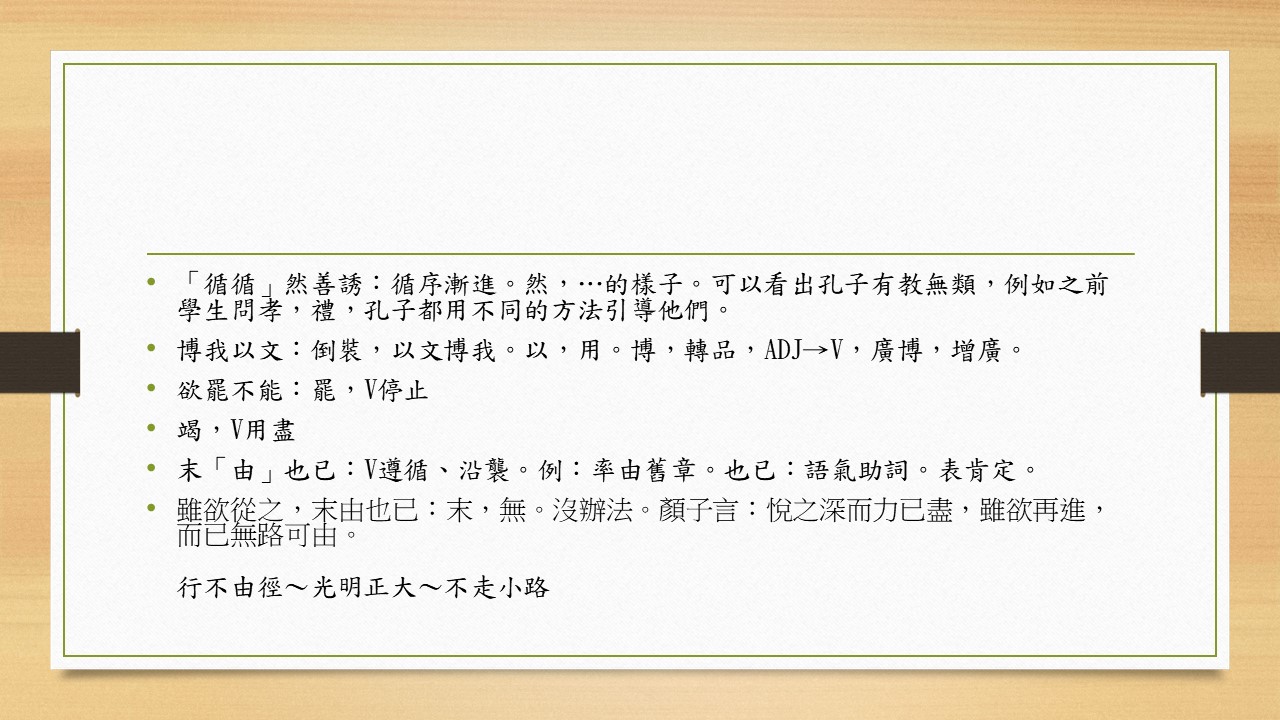 「循循」然善誘：循序漸進。然，…的樣子。可以看出孔子有教無類，例如之前
學生問孝，禮，孔子都用不同的方法引導他們。
博我以文：倒裝，以文博我。以，用。博，轉品，ADJ→V，廣博，增廣。
欲罷不能：罷，V停止
竭，V用盡
末「由」也已：V遵循、沿襲。例：率由舊章。也已：語氣助詞。表肯定。
雖欲從之，末由也已：末，無。沒辦法。顏子言：悅之深而力已盡，雖欲再進，
而已無路可由。
行不由徑～光明正大～不走小路